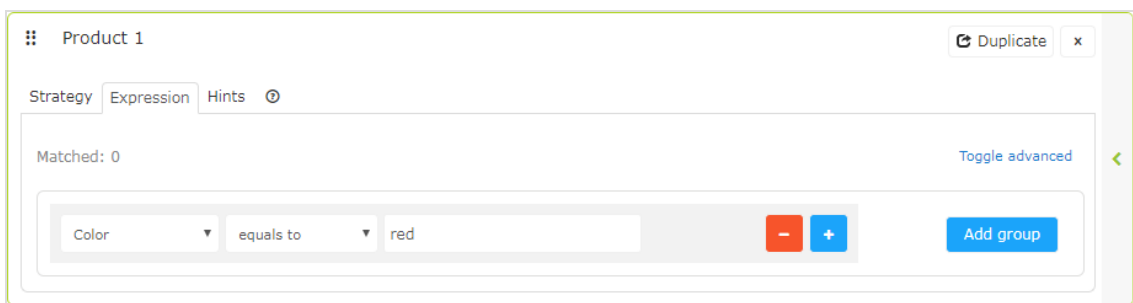 Product 1
Duplicate x
Strategy Expression Hints
Matched: 0
Toggle advanced
Color equals to red - + Add group